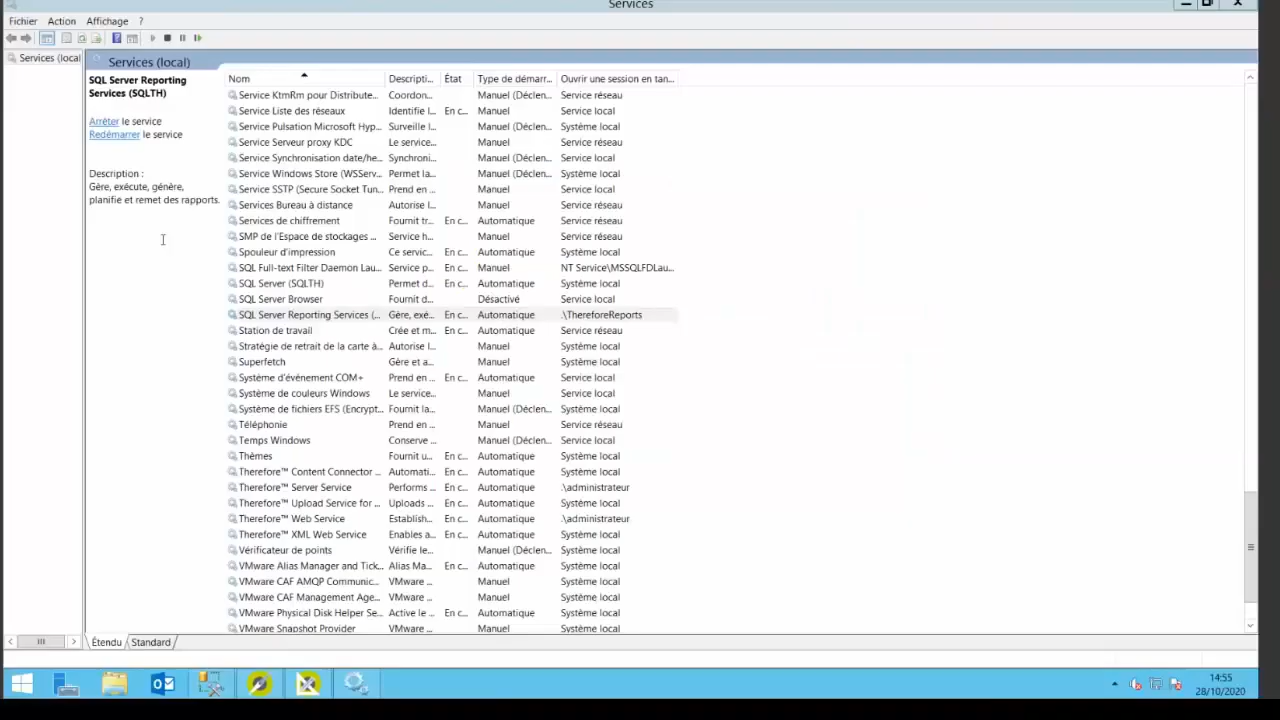 Services
Fichier Action Affichage ?
Services (local
Services (local)
SQL Server Reporting
Services (SQLTH)
Arrêter le service
Redémarrer le service
Description :
Gère, exécute, génère,
planifie et remet des rapports.
Nom Descripti... État Type de démarr... Ouvrir une session en tan...
Service KtmRm pour Distribute... Coordon... Manuel (Déclen... Service réseau
Service Liste des réseaux Identifie l... En c... Manuel Service local
Service Pulsation Microsoft Hyp... Surveille l... Manuel (Déclen... Système local
Service Serveur proxy KDC Le service... Manuel Service réseau
Service Synchronisation date/he... Synchroni... Manuel (Déclen... Service local
Service Windows Store (WSServ... Permet la... Manuel (Déclen... Système local
Service SSTP (Secure Socket Tun... Prend en ... Manuel Service local
Services Bureau à distance Autorise l... Manuel Service réseau
Services de chiffrement Fournit tr... En c... Automatique Service réseau
SMP de l'Espace de stockages ... Service h... Manuel Service réseau
Spouleur d'impression Ce servic... En c... Automatique Système local
SQL Full-text Filter Daemon Lau... Service p... En c... Manuel NT Service\MSSQLFDLau...
SQL Server (SQLTH) Permet d... En c... Automatique Système local
SQL Server Browser Fournit d... Désactivé Service local
SQL Server Reporting Services (... Gère, exé... En c... Automatique .\ThereforeReports
Station de travail Crée et m... En c... Automatique Service réseau
Stratégie de retrait de la carte à... Autorise l... Manuel Système local
Superfetch Gère et a... Manuel Système local
Système d'événement COM+ Prend en ... En c... Automatique Service local
Système de couleurs Windows Le service... Manuel Service local
Système de fichiers EFS (Encrypt... Fournit la... Manuel (Déclen... Système local
Téléphonie Prend en ... Manuel Service réseau
Temps Windows Conserve ... Manuel (Déclen... Service local
Thèmes Fournit u... En c... Automatique Système local
Therefore™ Content Connector ... Automati... En c... Automatique Système local
Therefore™ Server Service Performs ... En c... Automatique .\administrateur
Therefore™ Upload Service for ... Uploads ... En c... Automatique Système local
Therefore™ Web Service Establish... En c... Automatique .\administrateur
Therefore™ XML Web Service Enables a... En c... Automatique Système local
Vérificateur de points Vérifie le... Manuel (Déclen... Système local
VMware Alias Manager and Tick... Alias Ma... En c... Automatique Système local
VMware CAF AMQP Communic... VMware ... Manuel Système local
VMware CAF Management Age... VMware ... Manuel Système local
VMware Physical Disk Helper Se... Active le ... En c... Automatique Système local
VMware Snapshot Provider VMware ... Manuel Système local
Étendu Standard
14:55
28/10/2020